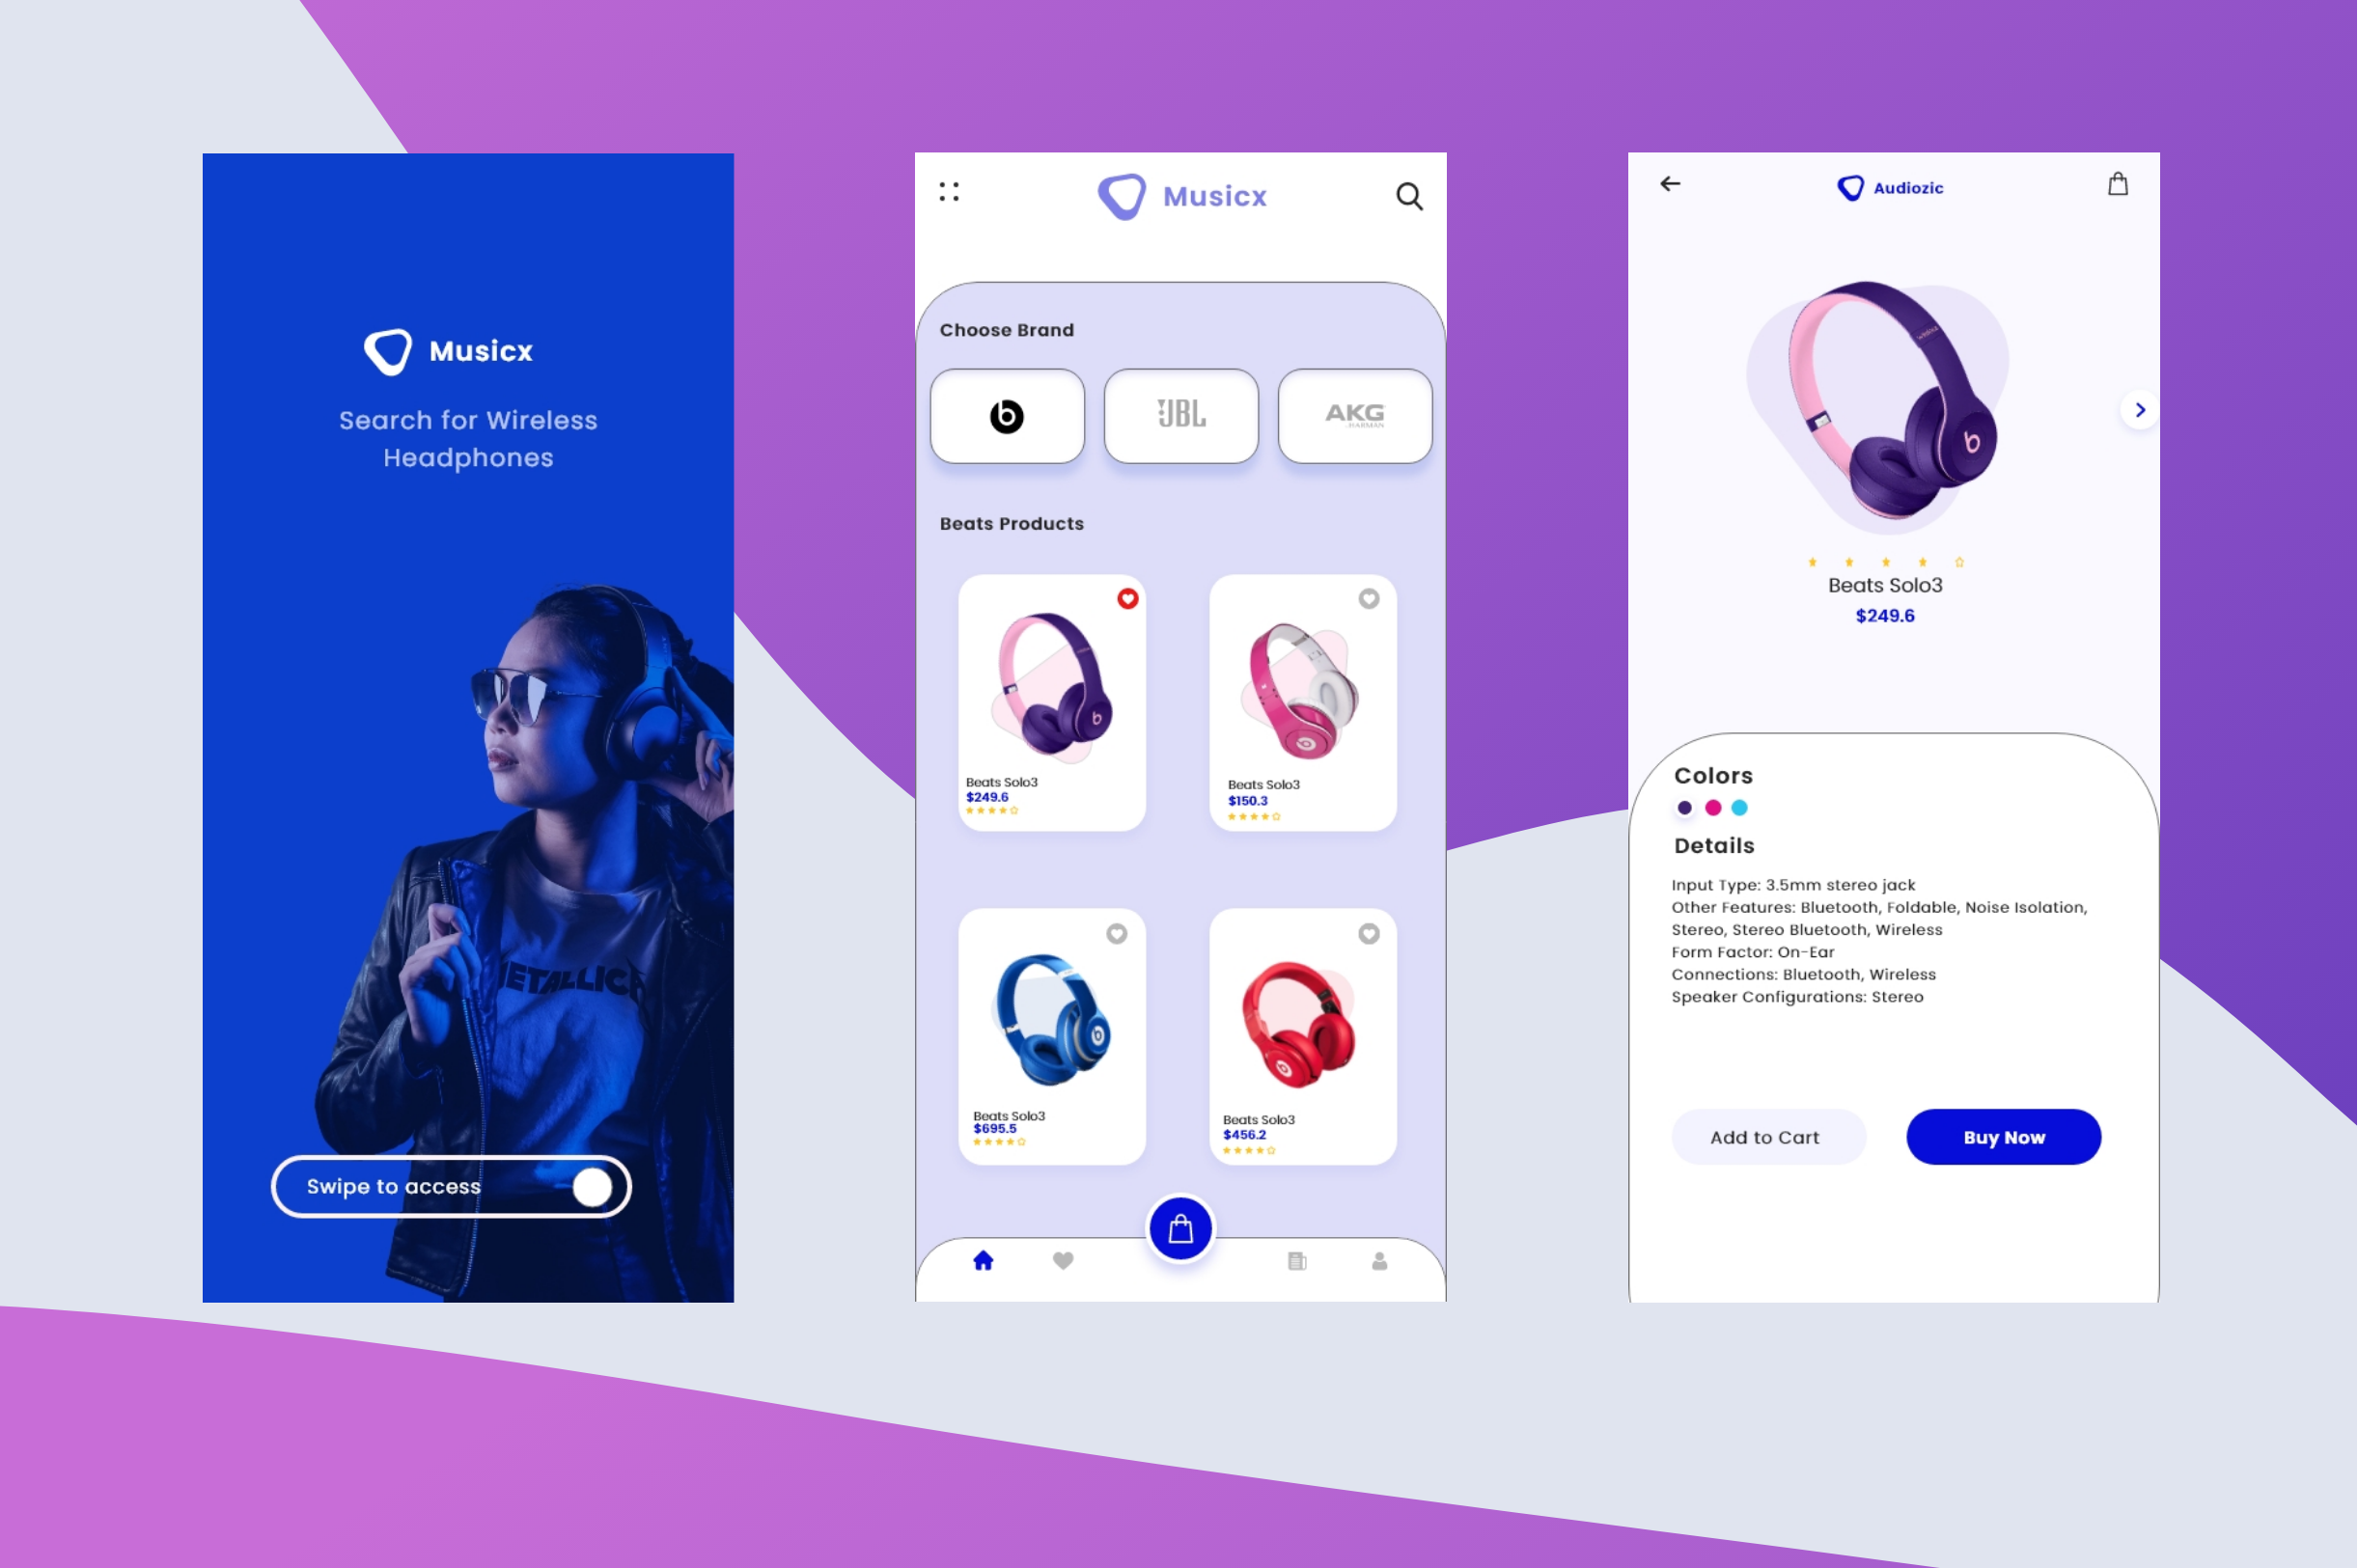 Musicx
Search for Wireless
Headphones
METALLICA
Swipe to access
Musicx
Choose Brand
b
JBL
AKG
HARMAN
Beats Products
b
Beats Solo3
$249.6
Beats Solo3
$150.3
b
Beats Solo3
$695.5
Beats Solo3
$456.2
Audiozic
b
Beats Solo3
$249.6
Colors
Details
Input Type: 3.5mm stereo jack
Other Features: Bluetooth, Foldable, Noise Isolation,
Stereo, Stereo Bluetooth, Wireless
Form Factor: On-Ear
Connections: Bluetooth, Wireless
Speaker Configurations: Stereo
Add to Cart
Buy Now